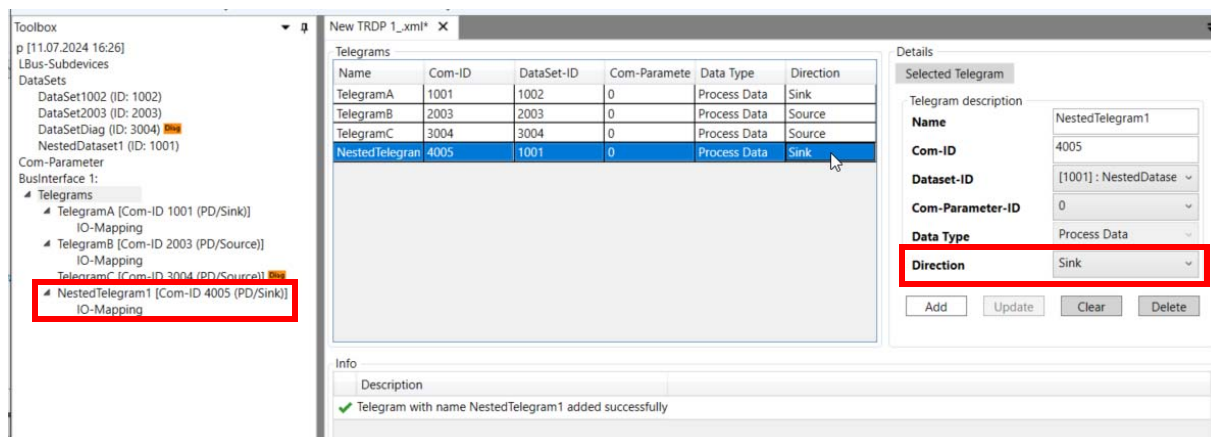 Toolbox
p [11.07.2024 16:26]
LBus-Subdevices
DataSets
DataSet1002 (ID: 1002)
DataSet2003 (ID: 2003)
DataSetDiag (ID: 3004) Diag
NestedDataset1 (ID: 1001)
Com-Parameter
BusInterface 1:
Telegrams
TelegramA [Com-ID 1001 (PD/Sink)]
IO-Mapping
TelegramB [Com-ID 2003 (PD/Source)]
IO-Mapping
TelegramC [Com-ID 3004 (PD/Source)] Diag
NestedTelegram1 [Com-ID 4005 (PD/Sink)]
IO-Mapping
New TRDP 1_.xml*
Telegrams
Name Com-ID DataSet-ID Com-Paramete Data Type Direction
TelegramA 1001 1002 0 Process Data Sink
TelegramB 2003 2003 0 Process Data Source
TelegramC 3004 3004 0 Process Data Source
NestedTelegran 4005 1001 0 Process Data Sink
Details
Selected Telegram
Telegram description
Name NestedTelegram1
Com-ID 4005
Dataset-ID [1001] : NestedDatase
Com-Parameter-ID 0
Data Type Process Data
Direction Sink
Add Update Clear Delete
Info
Description
Telegram with name NestedTelegram1 added successfully